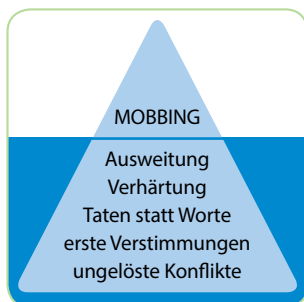 MOBBING
Ausweitung
Verhärtung
Taten statt Worte
erste Verstimmungen
ungelöste Konflikte